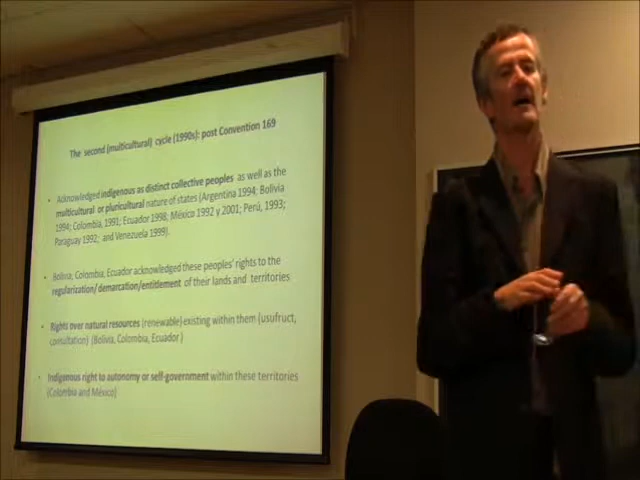 The second (multicultural) cycle (1990s): post Convention 169
• Acknowledged indigenous as distinct collective peoples as well as the
multicultural or pluricultural nature of states (Argentina 1994; Bolivia
1994; Colombia, 1991; Ecuador 1998; México 1992 y 2001; Perú, 1993;
Paraguay 1992; and Venezuela 1999).
• Bolivia, Colombia, Ecuador acknowledged these peoples' rights to the
regularization/demarcation/entitlement of their lands and territories
• Rights over natural resources (renewable) existing within them (usufruct,
consultation) (Bolivia, Colombia, Ecuador)
• Indigenous right to autonomy or self-government within these territories
(Colombia and México)